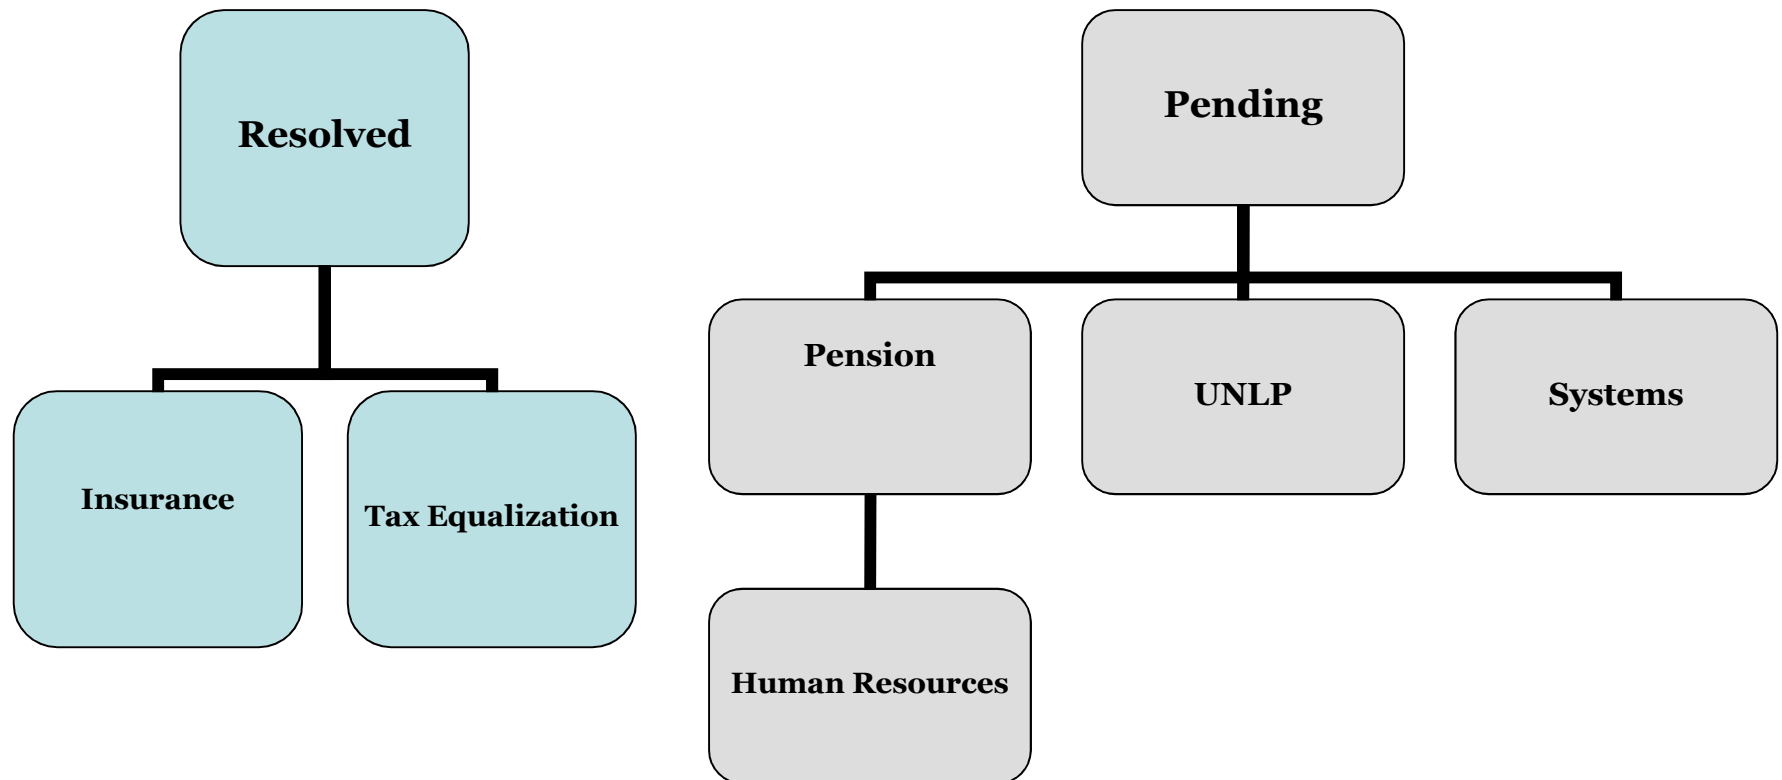 Resolved
Insurance
Tax Equalization
Pending
Pension
UNLP
Systems
Human Resources